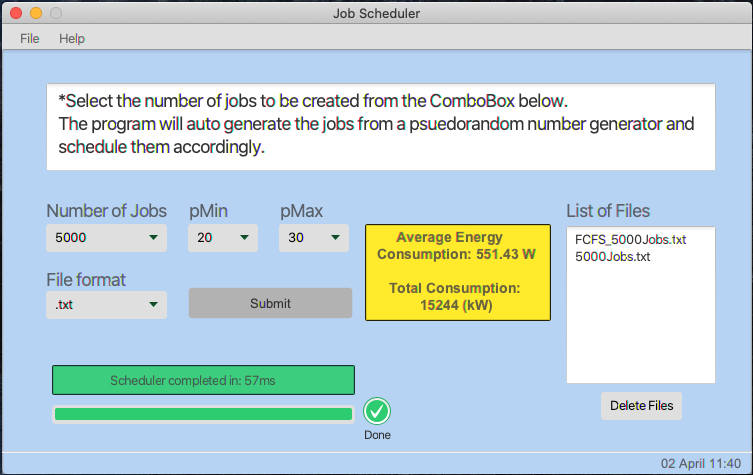 Job Scheduler
File Help
*Select the number of jobs to be created from the ComboBox below.
The program will auto generate the jobs from a psuedorandom number generator and
schedule them accordingly.
Number of Jobs pMin pMax List of Files
5000 20 30
Average Energy
Consumption: 551.43 W
Total Consumption:
15244 (kW)
FCFS_5000Jobs.txt
5000Jobs.txt
File format
.txt Submit
Scheduler completed in: 57ms
Done
Delete Files
02 April 11:40